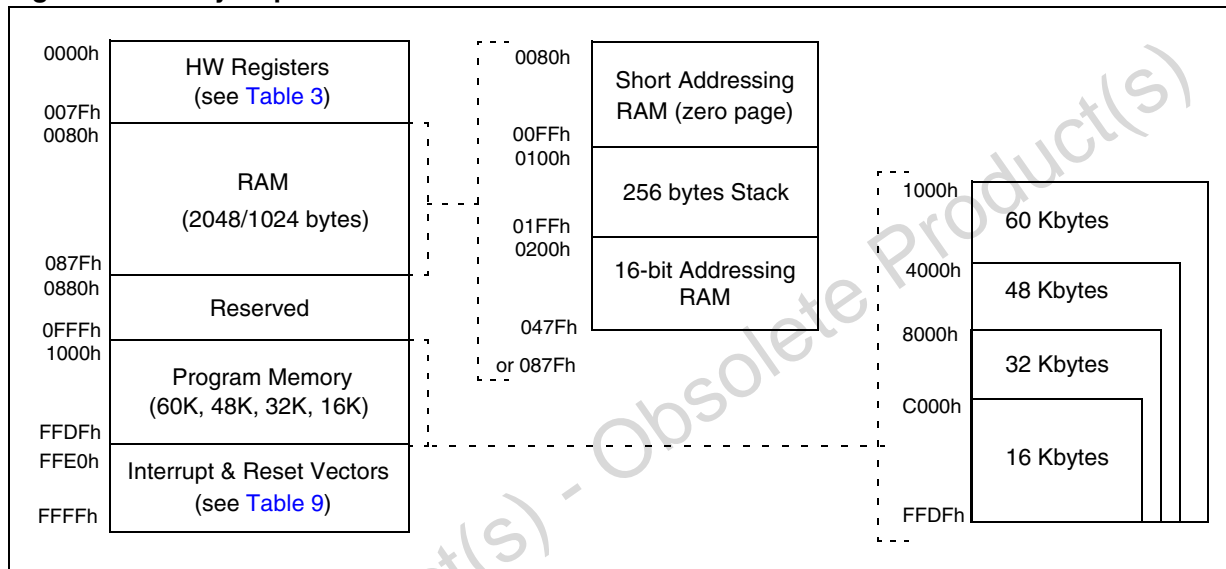 0000h
HW Registers
(see Table 3)
007Fh
0080h
RAM
(2048/1024 bytes)
087Fh
0880h
Reserved
0FFFh
1000h
Program Memory
(60K, 48K, 32K, 16K)
FFDFh
FFE0h
Interrupt & Reset Vectors
(see Table 9)
FFFFh
0080h
Short Addressing
RAM (zero page)
00FFh
0100h
256 bytes Stack
01FFh
0200h
16-bit Addressing
RAM
047Fh
or 087Fh
1000h
60 Kbytes
4000h
48 Kbytes
8000h
32 Kbytes
C000h
16 Kbytes
FFDFh
ct(s) - Obsolete Product(s)